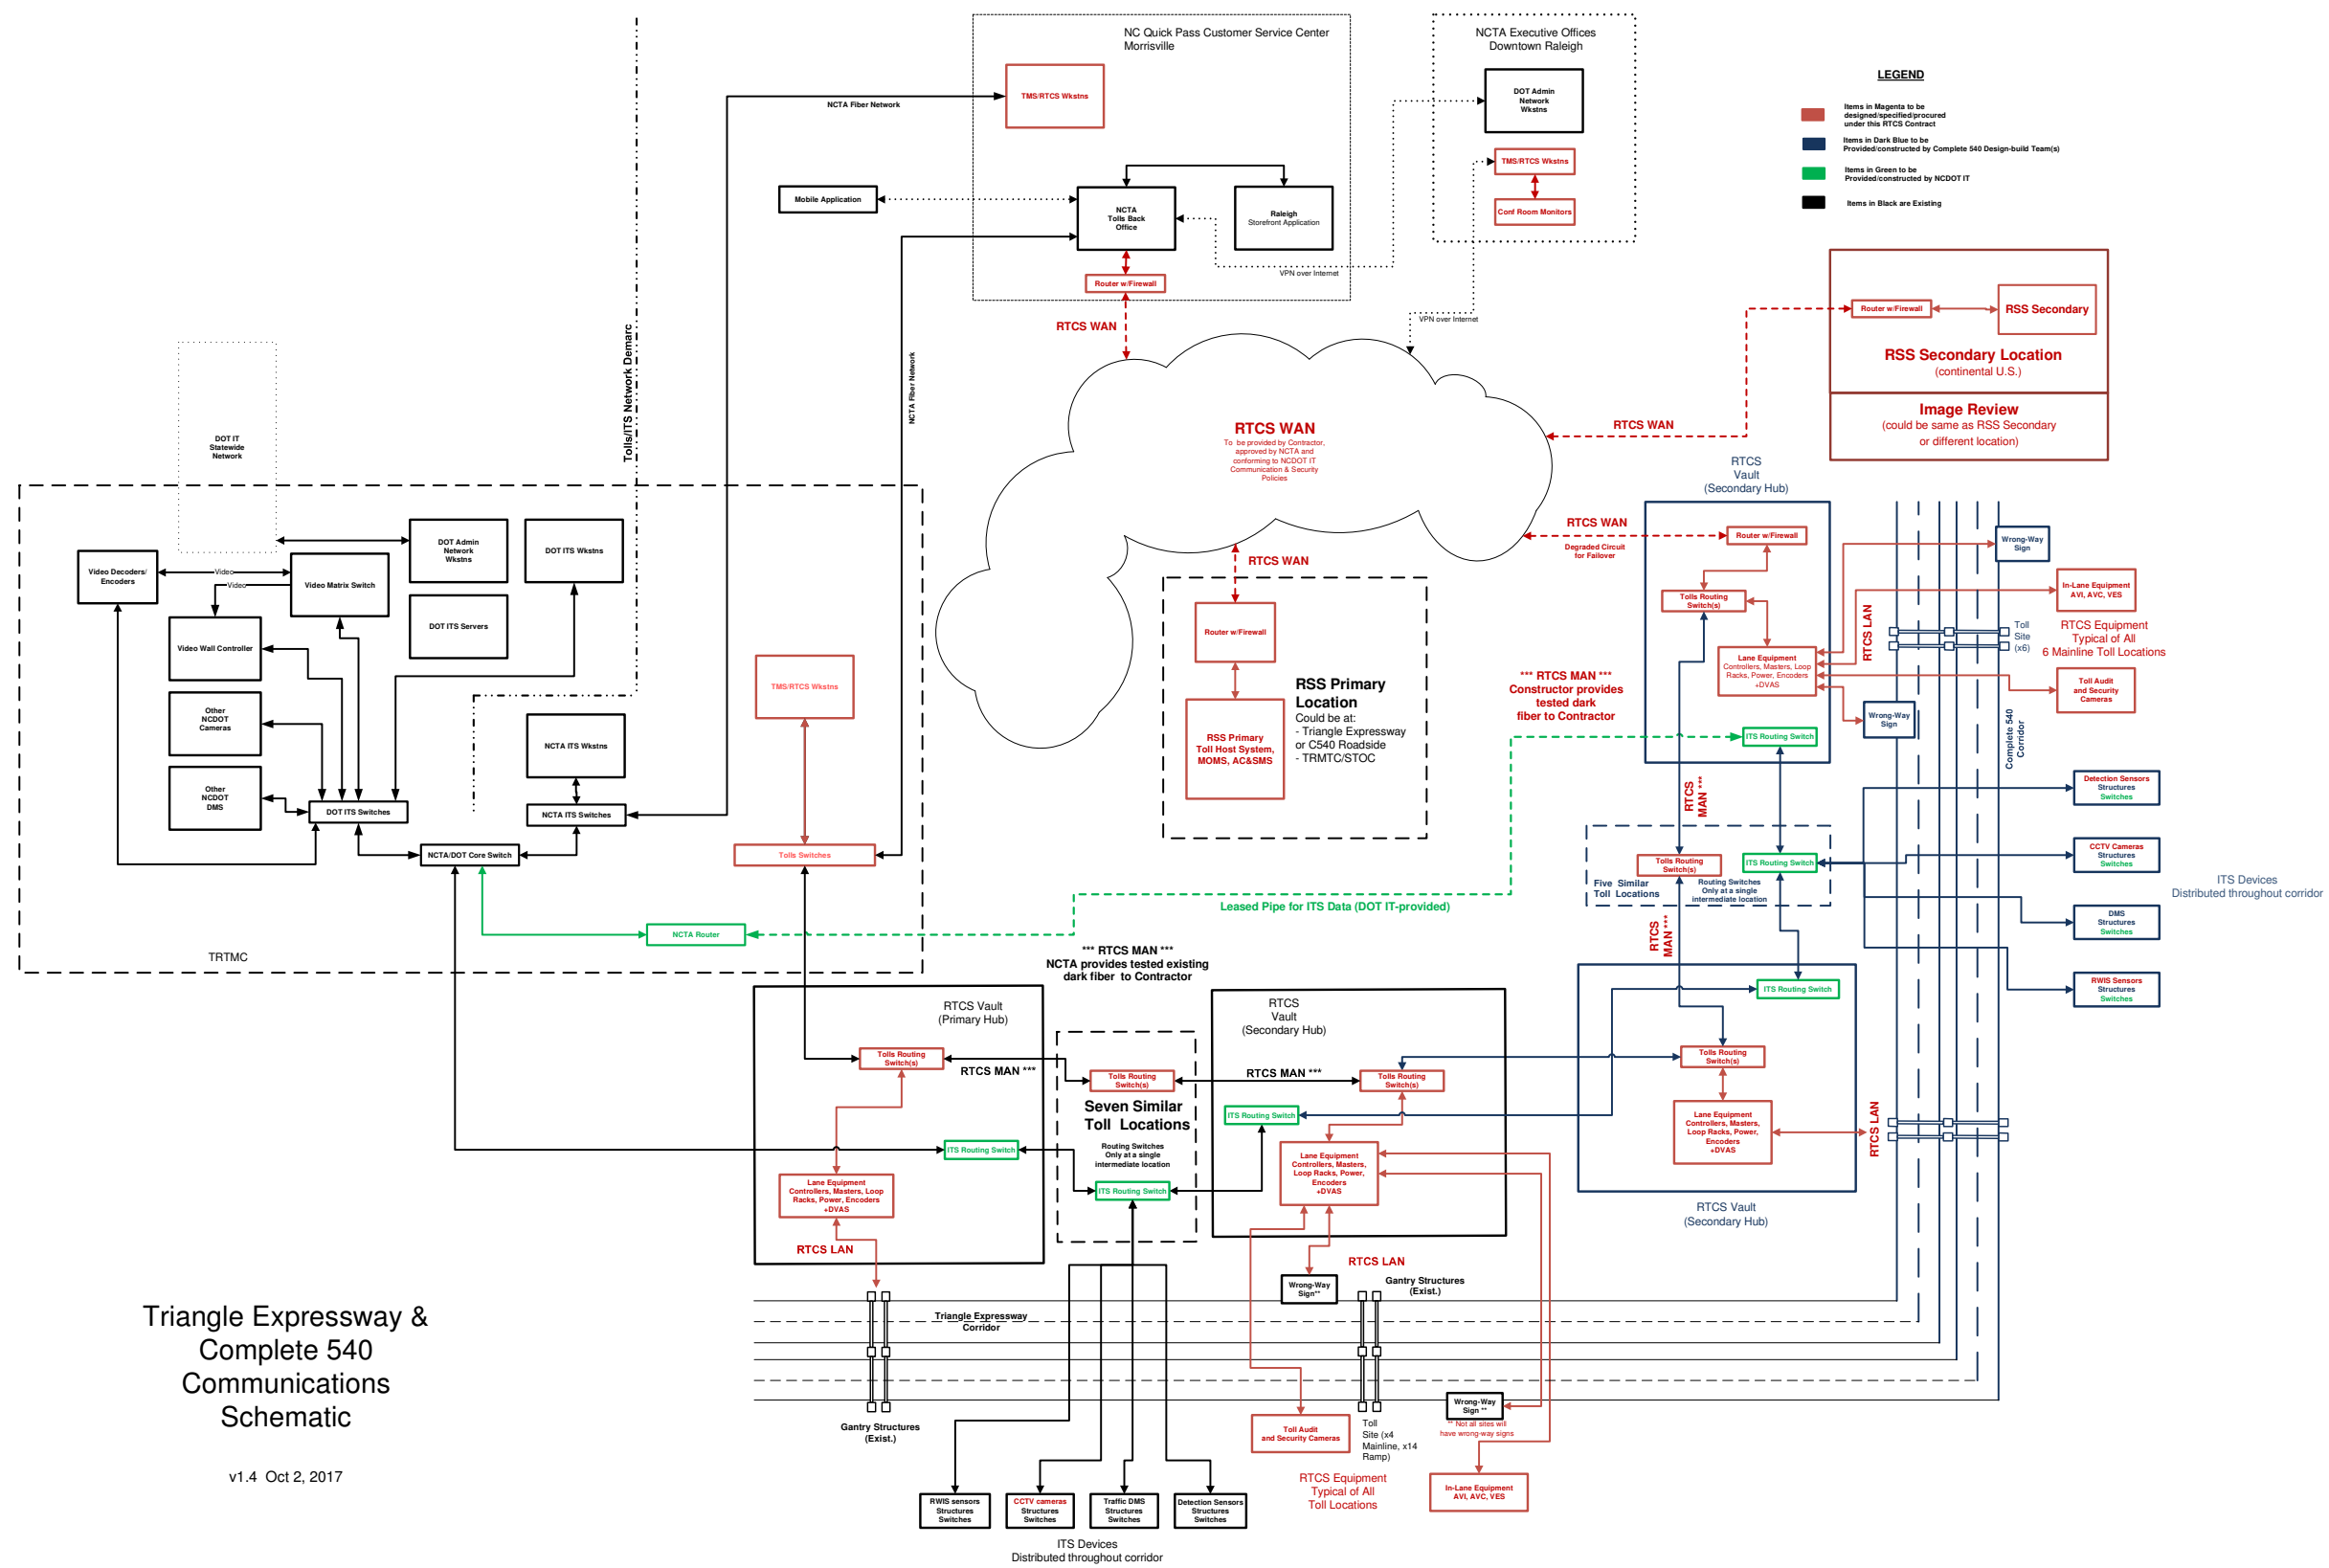 NC Quick Pass Customer Service Center
Morrisville
TMS/RTCS Wkstns
NCTA Fiber Network
Mobile Application
NCTA
Tolls Back
Office
Raleigh
Storefront Application
Router w/Firewall
VPN over Internet
RTCS WAN
NCTA Executive Offices
Downtown Raleigh
DOT Admin
Network
Wkstns
TMS/RTCS Wkstns
Conf Room Monitors
VPN over Internet
LEGEND
Items in Magenta to be
designed/specified/procured
under this RTCS Contract
Items in Dark Blue to be
Provided/constructed by Complete 540 Design-build Team(s)
Items in Green to be
Provided/constructed by NCDOT IT
Items in Black are Existing
Router w/Firewall
RSS Secondary
RSS Secondary Location
(continental U.S.)
Image Review
(could be same as RSS Secondary
or different location)
RTCS WAN
Tolls/ITS Network Demarc
NCTA Fiber Network
RTCS WAN
To be provided by Contractor,
approved by NCTA and
conforming to NCDOT IT
Communication & Security
Policies
DOT IT
Statewide
Network
Video Decoders/
Encoders
Video
Video
Video Matrix Switch
DOT Admin
Network
Wkstns
DOT ITS Wkstns
DOT ITS Servers
Video Wall Controller
Other
NCDOT
Cameras
Other
NCDOT
DMS
DOT ITS Switches
NCTA ITS Wkstns
NCTA ITS Switches
NCTA/DOT Core Switch
TMS/RTCS Wkstns
Tolls Switches
NCTA Router
TRTMC
RTCS WAN
Router w/Firewall
RSS Primary
Toll Host System,
MOMS, AC&SMS
RSS Primary
Location
Could be at:
- Triangle Expressway
or C540 Roadside
- TRMTC/STOC
RTCS WAN
Degraded Circuit
for Failover
*** RTCS MAN ***
Constructor provides
tested dark
fiber to Contractor
Leased Pipe for ITS Data (DOT IT-provided)
*** RTCS MAN ***
NCTA provides tested existing
dark fiber to Contractor
RTCS
Vault
(Secondary Hub)
Router w/Firewall
Tolls Routing
Switch(s)
Lane Equipment
Controllers, Masters, Loop
Racks, Power, Encoders
+DVAS
ITS Routing Switch
RTCS LAN
Wrong-Way
Sign
Wrong-Way
Sign
In-Lane Equipment
AVI, AVC, VES
Toll
Site
(x6)
RTCS Equipment
Typical of All
6 Mainline Toll Locations
Toll Audit
and Security
Cameras
Complete 540
Corridor
RTCS
MAN ***
Tolls Routing
Switch(s)
ITS Routing Switch
Five Similar
Toll Locations
Routing Switches
Only at a single
intermediate location
RTCS
MAN ***
Detection Sensors
Structures
Switches
CCTV Cameras
Structures
Switches
DMS
Structures
Switches
RWIS Sensors
Structures
Switches
ITS Devices
Distributed throughout corridor
ITS Routing Switch
Tolls Routing
Switch(s)
Lane Equipment
Controllers, Masters,
Loop Racks, Power,
Encoders
+DVAS
RTCS LAN
RTCS Vault
(Secondary Hub)
RTCS Vault
(Primary Hub)
Tolls Routing
Switch(s)
RTCS MAN ***
ITS Routing Switch
Lane Equipment
Controllers, Masters, Loop
Racks, Power, Encoders
+DVAS
RTCS LAN
Tolls Routing
Switch(s)
Seven Similar
Toll Locations
Routing Switches
Only at a single
intermediate location
ITS Routing Switch
RTCS
Vault
(Secondary Hub)
RTCS MAN ***
Tolls Routing
Switch(s)
ITS Routing Switch
Lane Equipment
Controllers, Masters,
Loop Racks, Power,
Encoders
+DVAS
RTCS LAN
Wrong-Way
Sign**
Gantry Structures
(Exist.)
Triangle Expressway
Corridor
Gantry Structures
(Exist.)
Toll Audit
and Security Cameras
Toll
Site (x4
Mainline, x14
Ramp)
Wrong-Way
Sign **
** Not all sites will
have wrong-way signs
RTCS Equipment
Typical of All
Toll Locations
In-Lane Equipment
AVI, AVC, VES
RWIS sensors
Structures
Switches
CCTV cameras
Structures
Switches
Traffic DMS
Structures
Switches
Detection Sensors
Structures
Switches
ITS Devices
Distributed throughout corridor
Triangle Expressway &
Complete 540
Communications
Schematic
v1.4 Oct 2, 2017